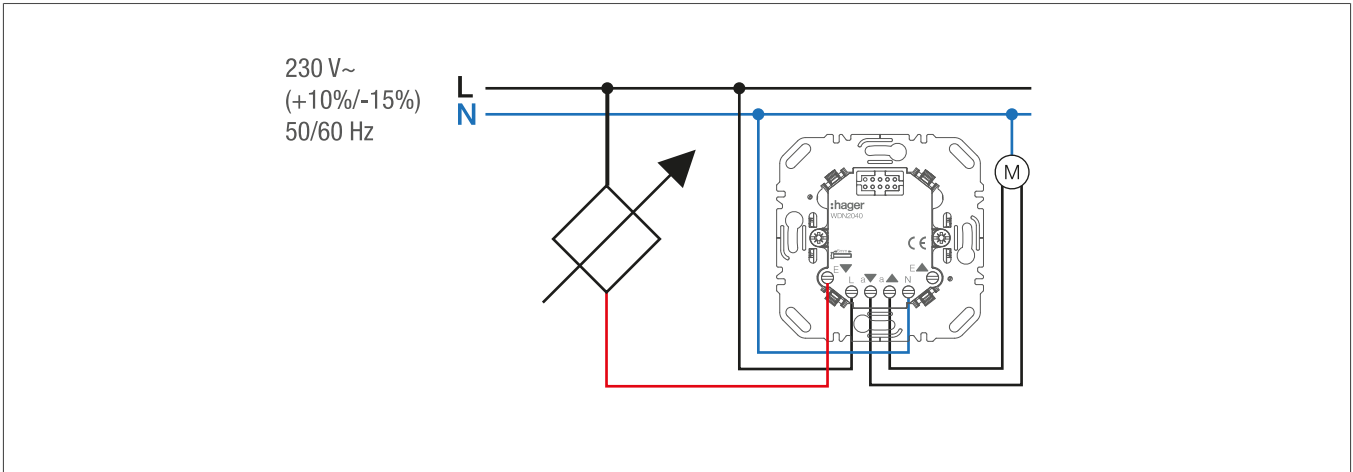 230 V~
(+10%/-15%)
50/60 Hz
L
N
M
:hager
WDN2040
CE
E▼
E▲
L a▼ a▲ N